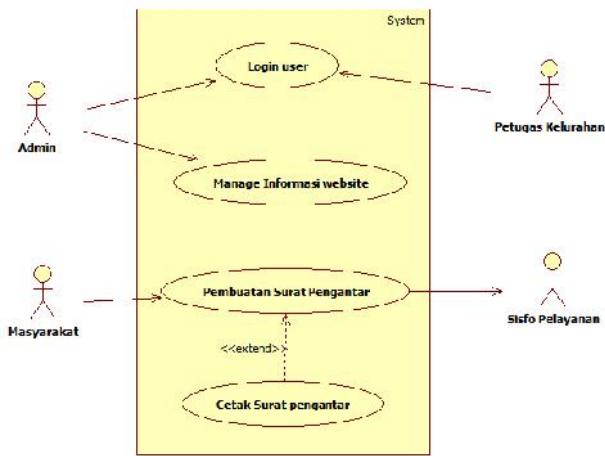 System
Login user
Admin
Petugas Kelurahan
Manage Informasi website
Pembuatan Surat Pengantar
Masyarakat
Sisfo Pelayanan
<<extend>>
Cetak Surat pengantar